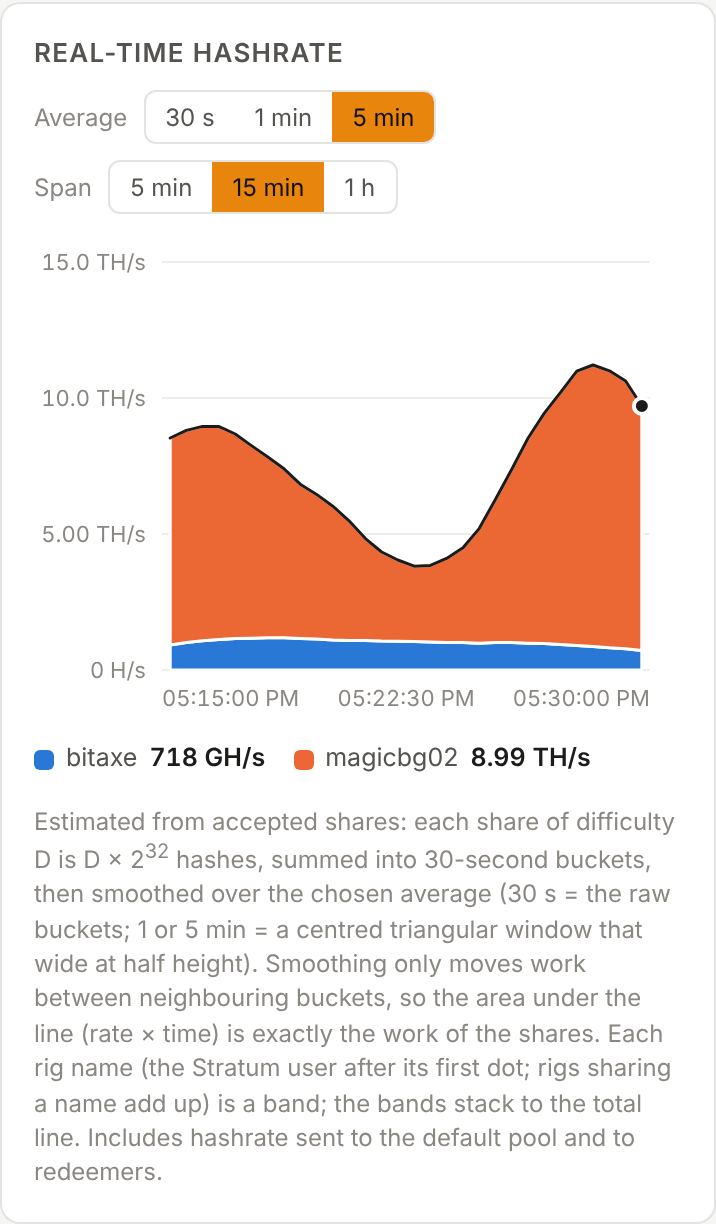 REAL-TIME HASHRATE
Average 30 s 1 min 5 min
Span 5 min 15 min 1 h
15.0 TH/s
10.0 TH/s
5.00 TH/s
0 H/s
05:15:00 PM 05:22:30 PM 05:30:00 PM
bitaxe 718 GH/s magicbg02 8.99 TH/s
Estimated from accepted shares: each share of difficulty
D is D × 2³² hashes, summed into 30-second buckets,
then smoothed over the chosen average (30 s = the raw
buckets; 1 or 5 min = a centred triangular window that
wide at half height). Smoothing only moves work
between neighbouring buckets, so the area under the
line (rate × time) is exactly the work of the shares. Each
rig name (the Stratum user after its first dot; rigs sharing
a name add up) is a band; the bands stack to the total
line. Includes hashrate sent to the default pool and to
redeemers.